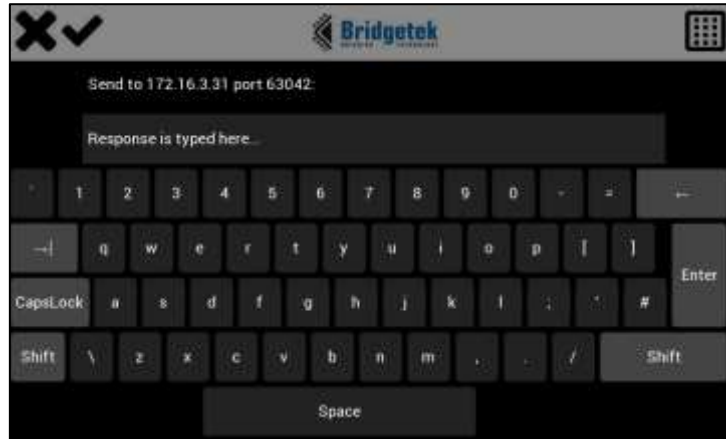 Bridgetek
Send to 172.16.3.31 port 63042:
Response is typed here...
` 1 2 3 4 5 6 7 8 9 0 - = ←
→| q w e r t y u i o p [ ]
Enter
CapsLock a s d f g h j k l ; ' #
Shift \ z x c v b n m , . / Shift
Space